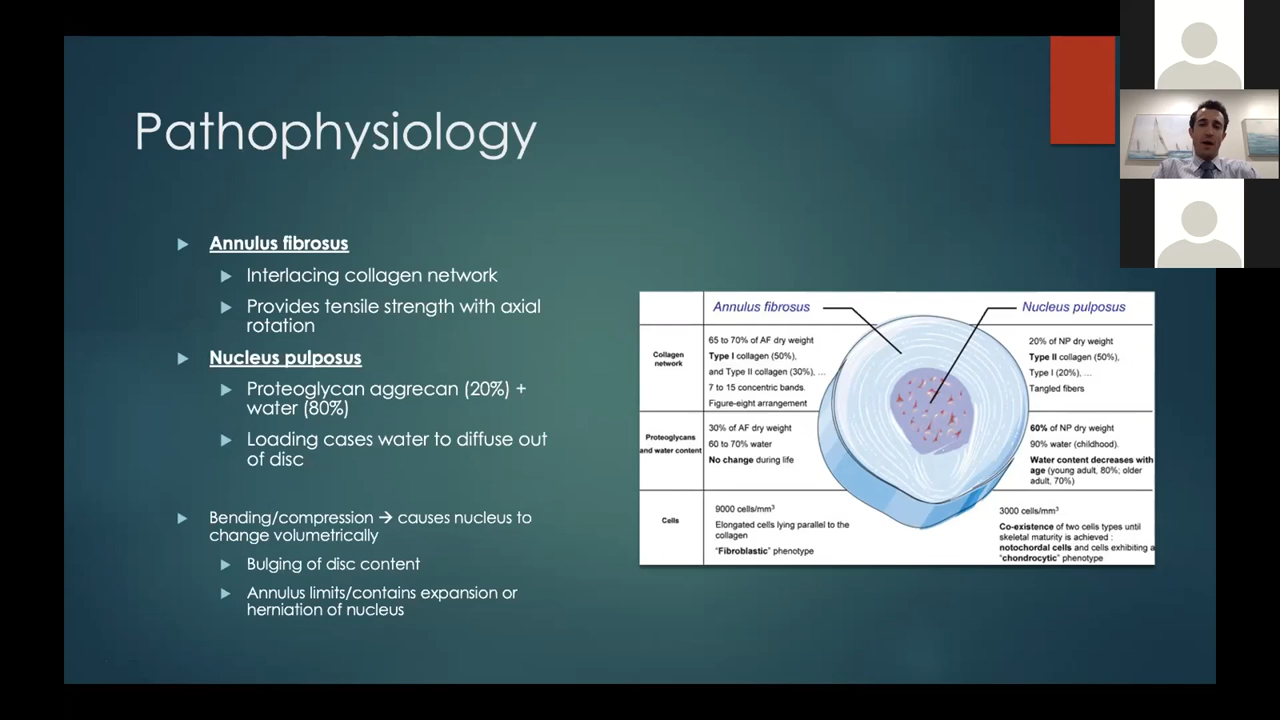 Pathophysiology
Annulus fibrosus
Interlacing collagen network
Provides tensile strength with axial
rotation
Nucleus pulposus
Proteoglycan aggrecan (20%) +
water (80%)
Loading cases water to diffuse out
of disc
Bending/compression → causes nucleus to
change volumetrically
Bulging of disc content
Annulus limits/contains expansion or
herniation of nucleus
Annulus fibrosus
Nucleus pulposus
Collagen
network
65 to 70% of AF dry weight
Type I collagen (50%),
and Type II collagen (30%), ...
7 to 15 concentric bands.
Figure-eight arrangement
20% of NP dry weight
Type II collagen (50%),
Type I (20%), ...
Tangled fibers
Proteoglycans
and water content
30% of AF dry weight
60 to 70% water
No change during life
60% of NP dry weight
90% water (childhood).
Water content decreases with
age (young adult, 80%; older
adult, 70%)
Cells
9000 cells/mm³
Elongated cells lying parallel to the
collagen
"Fibroblastic" phenotype
3000 cells/mm³
Co-existence of two cells types until
skeletal maturity is achieved :
notochordal cells and cells exhibiting a
"chondrocytic" phenotype